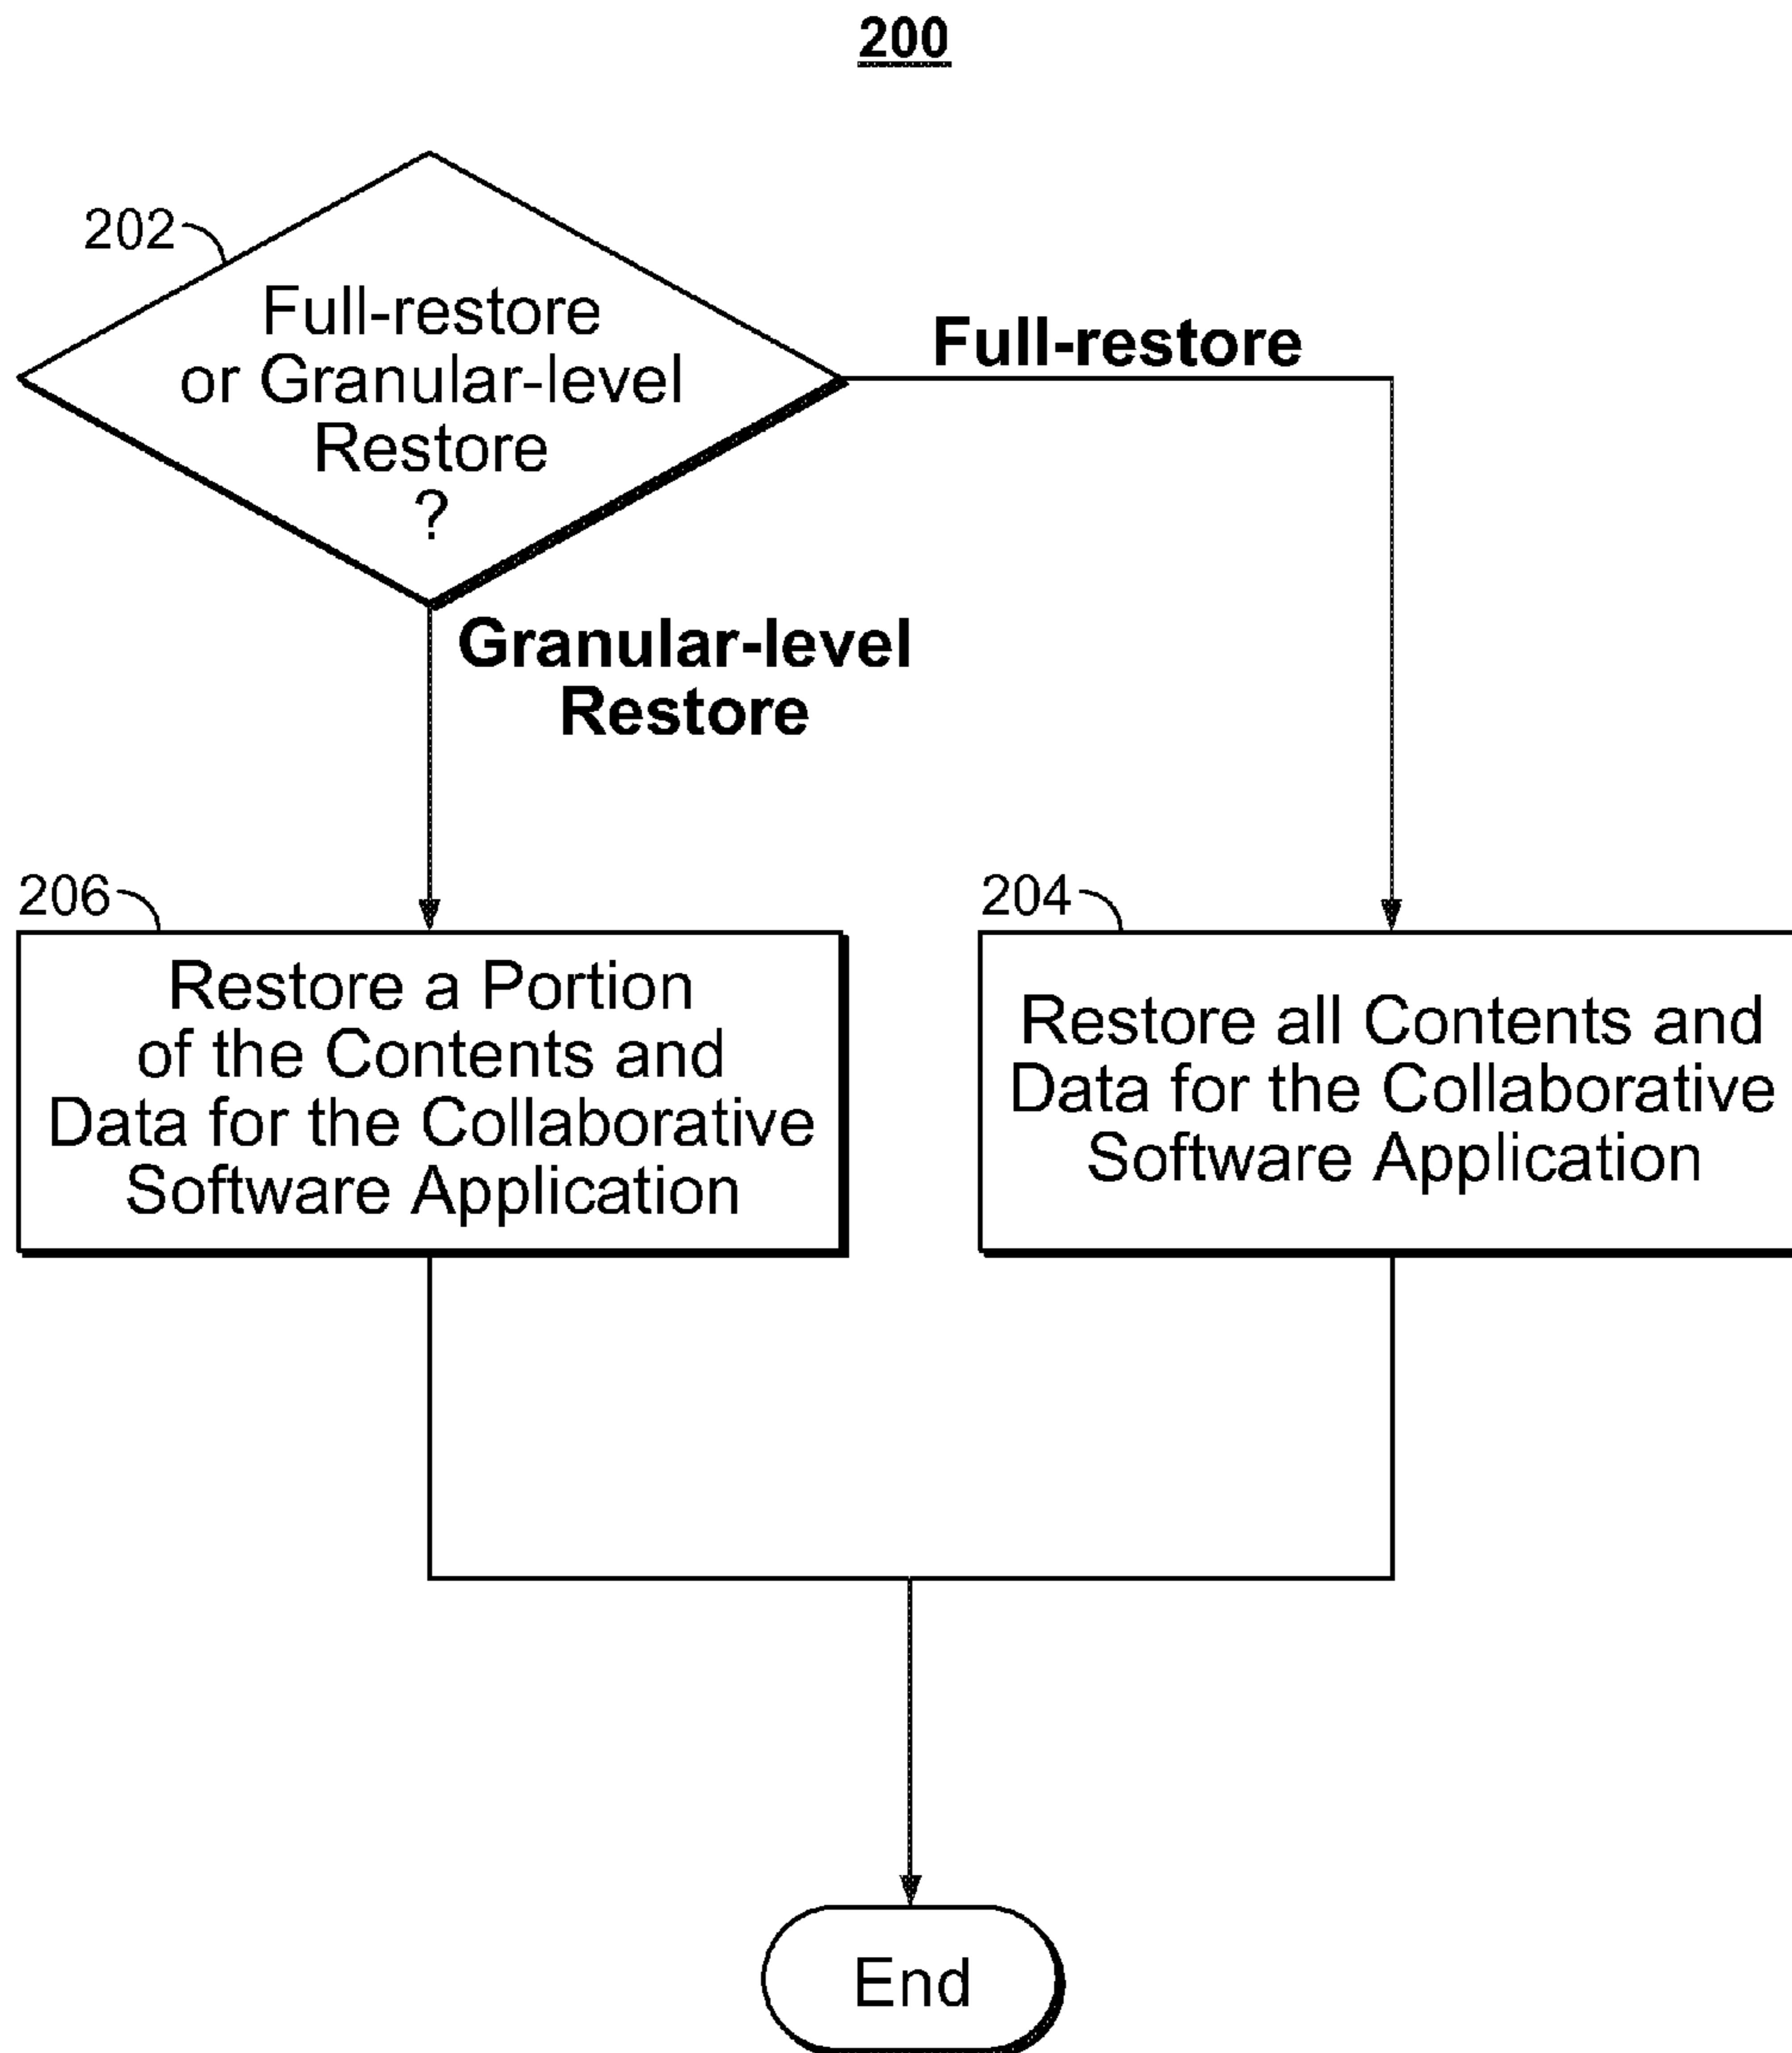 200
202
Full-restore
or Granular-level
Restore
?
Full-restore
Granular-level
Restore
206
Restore a Portion
of the Contents and
Data for the Collaborative
Software Application
204
Restore all Contents and
Data for the Collaborative
Software Application
End